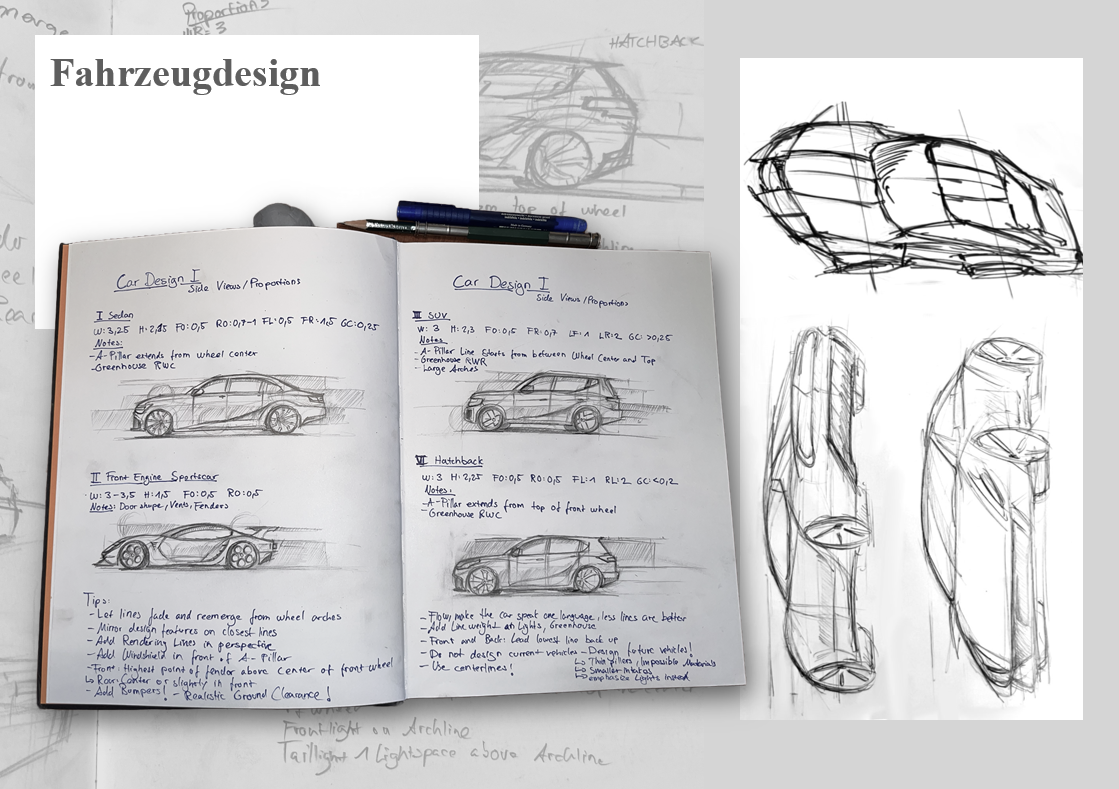 Proportions
WR= 3
HATCHBACK
Fahrzeugdesign
top of wheel
Car Design I
Side Views/Proportions
I Sedan
W: 3,25 H: 2,25 FO: 0,5 RO: 0,7-1 FL: 0,5 FR: 1,5 GC: 0,25
Notes:
- A-Pillar extends from wheel center
- Greenhouse RWC
II Front Engine Sportscar
W: 3-3,5 H: 1,5 FO: 0,5 RO: 0,5
Notes: Door shape, Vents, Fenders
Tips:
- Let lines fade and reemerge from wheel arches
- Mirror design features on closest lines
- Add Rendering Lines in perspective
- Add Windshield in front of A-Pillar
- Front: Highest point of fender above Center of front wheel
↳ Rear: Center or slightly in front
- Add Bumpers! - Realistic Ground Clearance!
Car Design I
Side Views/Proportions
III SUV
W: 3 H: 2,3 FO: 0,5 FR: 0,7 LF: 1 LR: 2 GC: >0,25
Notes
- A-Pillar Line Starts from between Wheel Center and Top
- Greenhouse RWR
- Large Arches
VI Hatchback
W: 3 H: 2,25 FO: 0,5 RO: 0,5 FL: 1 RL: 2 GC: <0,2
Notes:
- A-Pillar extends from top of front wheel
- Greenhouse RWC
- Flow, make the car speak one language, less lines are better
- Add Line weight on Lights, Greenhouse
- Front and Back: Lead lowest line back up
- Do not design current vehicles - Design future vehicles!
↳ Thin pillers, Impossible Materials
- Use centerlines!
↳ Smaller intakes
↳ emphasize Lights instead
of wheel
Frontlight on Archline
Taillight 1 Lightspace above Archline